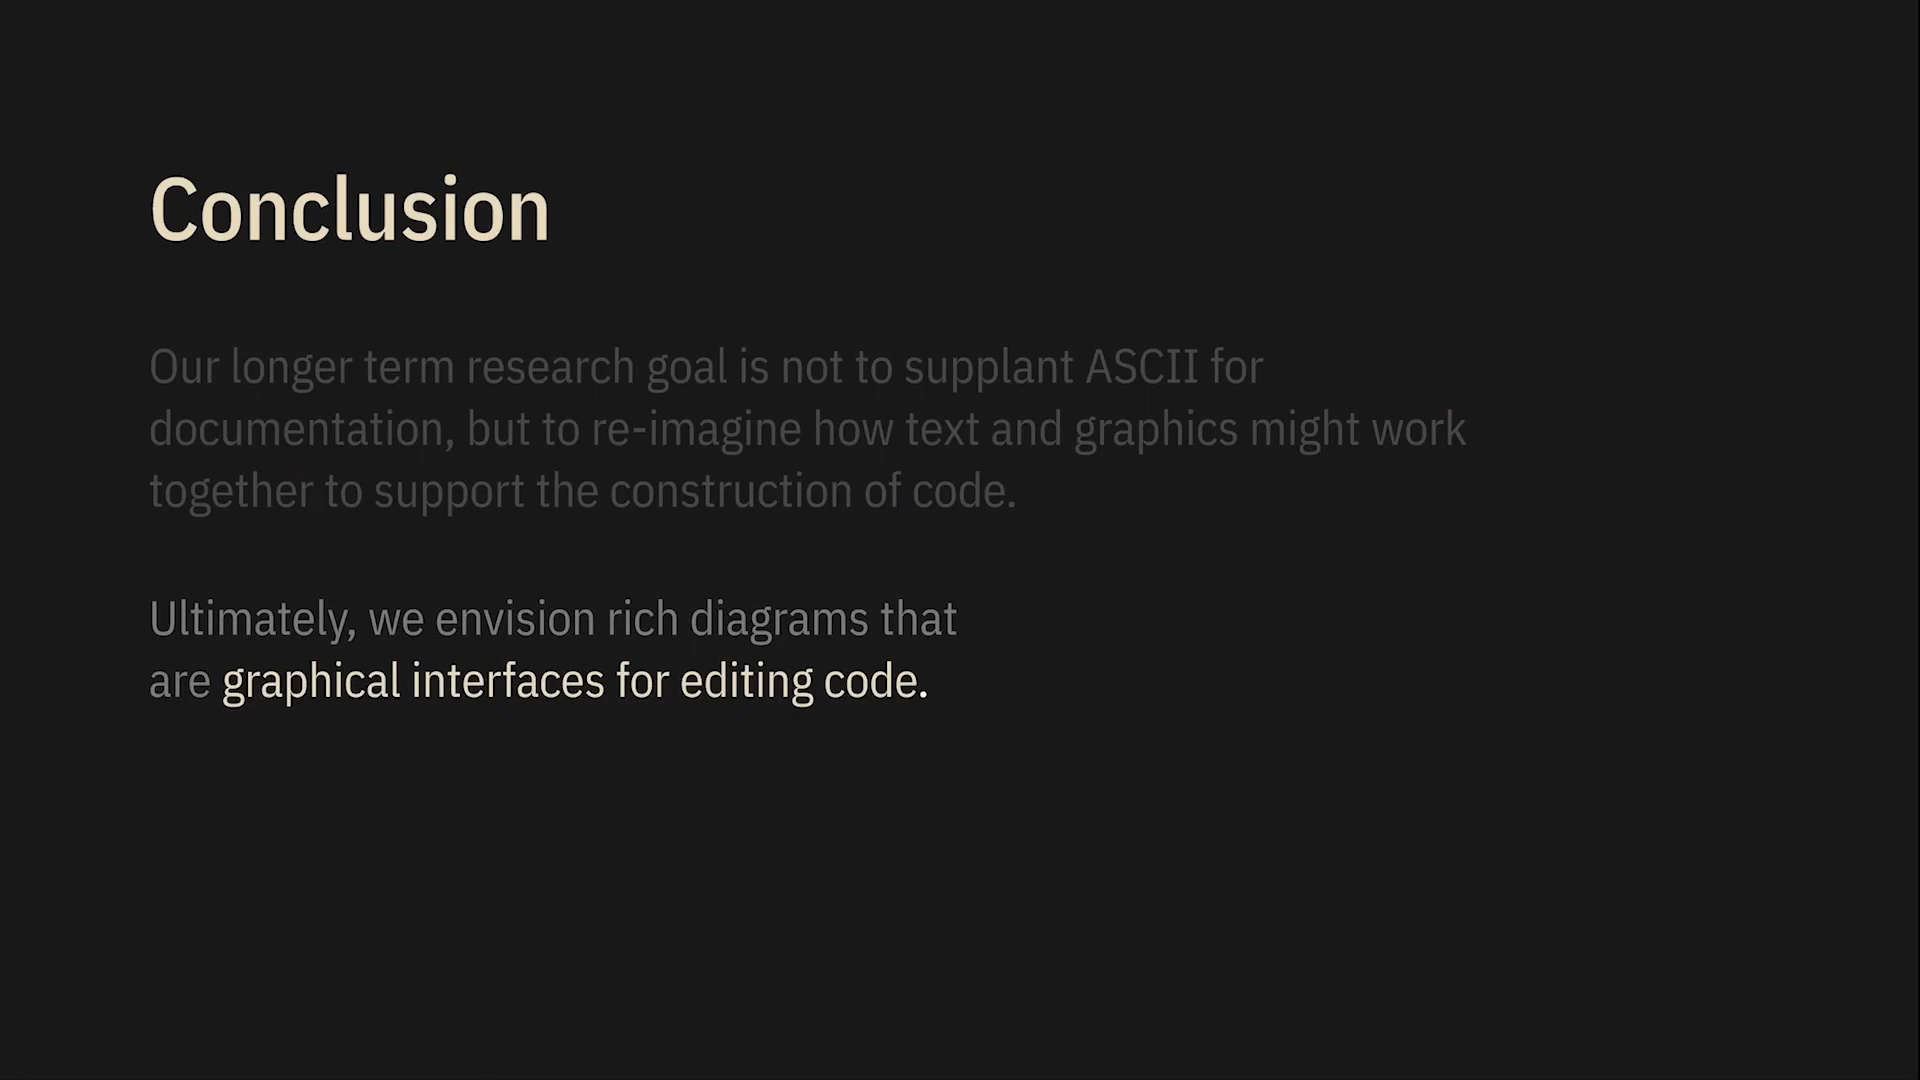 Conclusion
Our longer term research goal is not to supplant ASCII for
documentation, but to re-imagine how text and graphics might work
together to support the construction of code.
Ultimately, we envision rich diagrams that
are graphical interfaces for editing code.